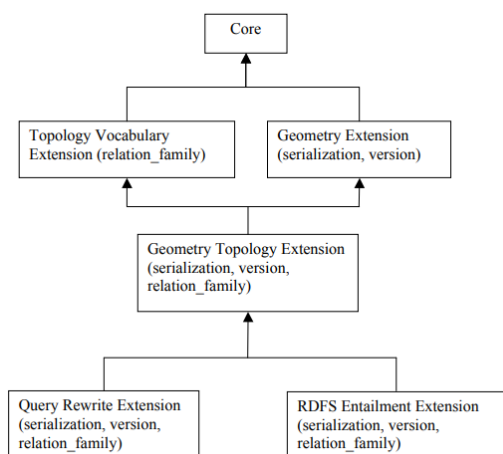 Core
Topology Vocabulary
Extension (relation_family)
Geometry Extension
(serialization, version)
Geometry Topology Extension
(serialization, version,
relation_family)
Query Rewrite Extension
(serialization, version,
relation_family)
RDFS Entailment Extension
(serialization, version,
relation_family)